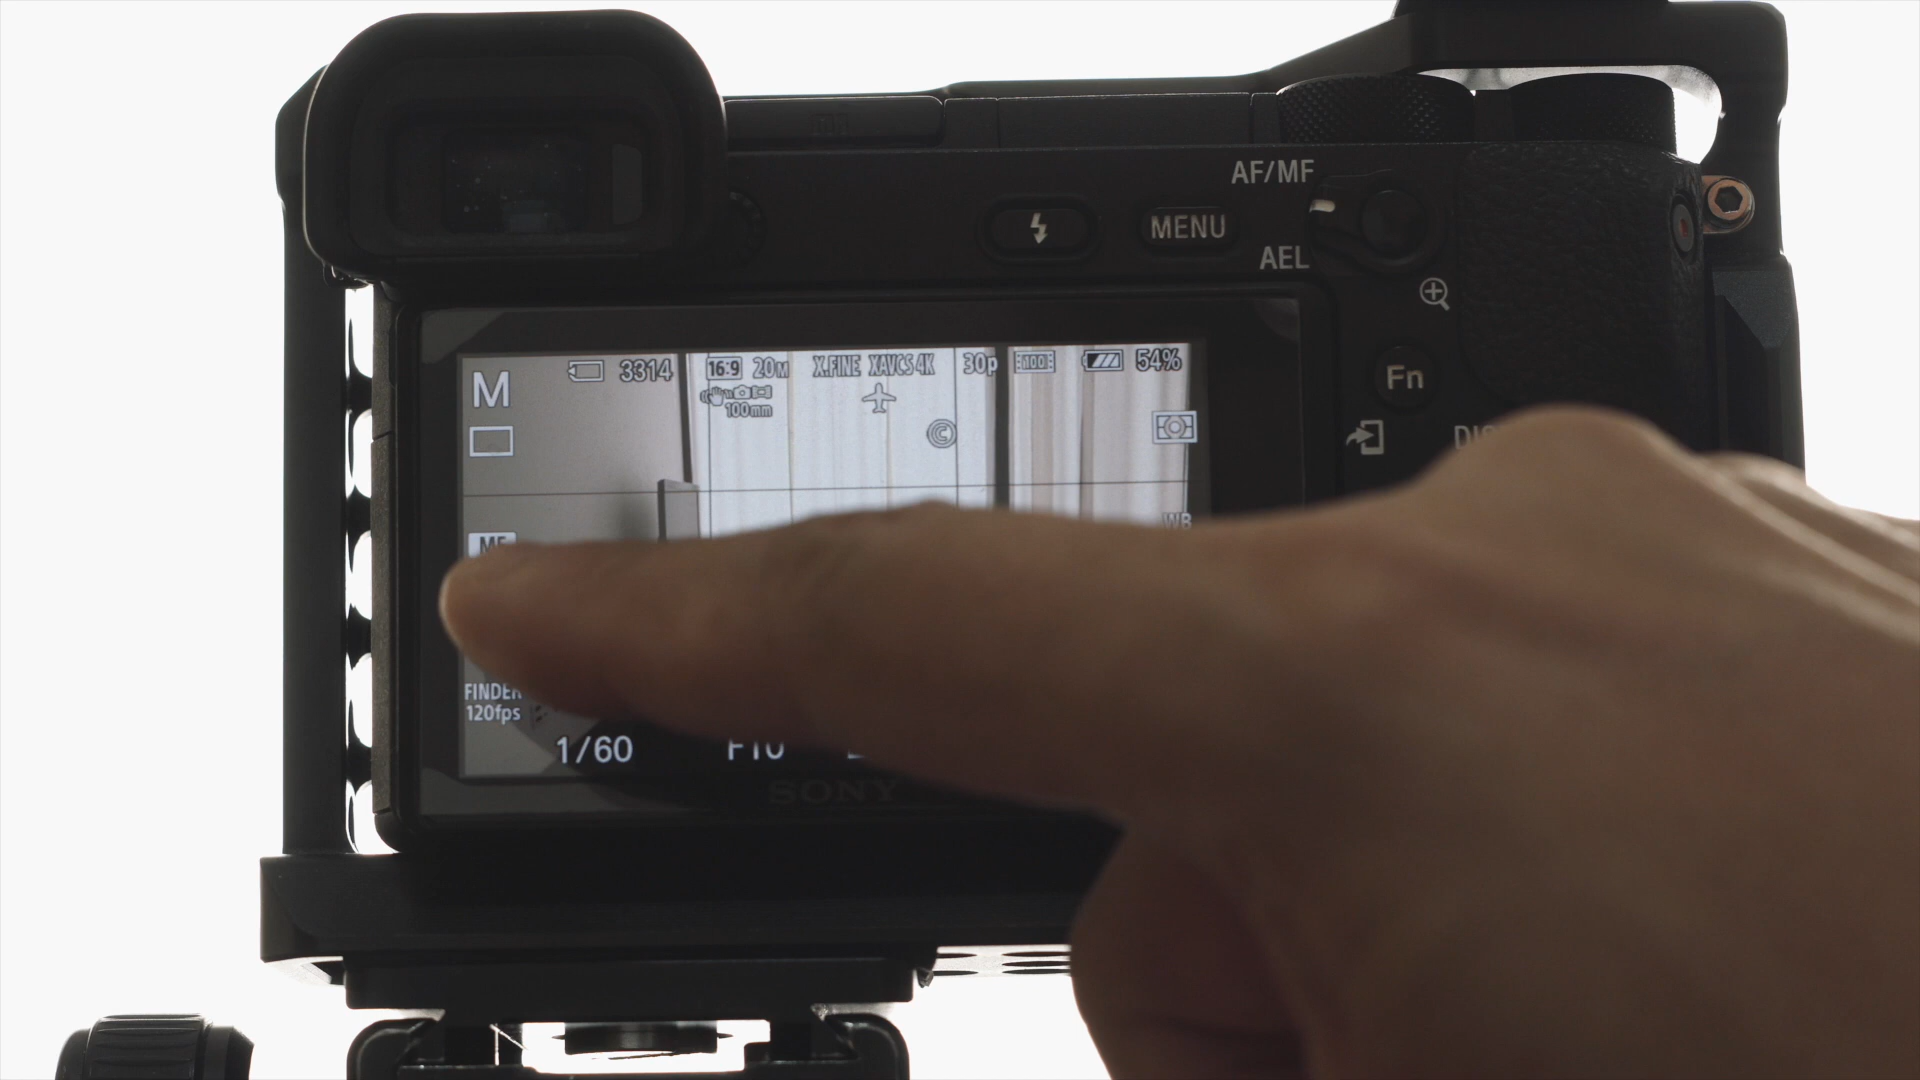 AF/MF
MENU
AEL
Fn
M
3314
16:9
20M
X.FINE
XAVC S 4K
30p
100
54%
100mm
C
WB
MF
FINDER
120fps
1/60
F10
SONY